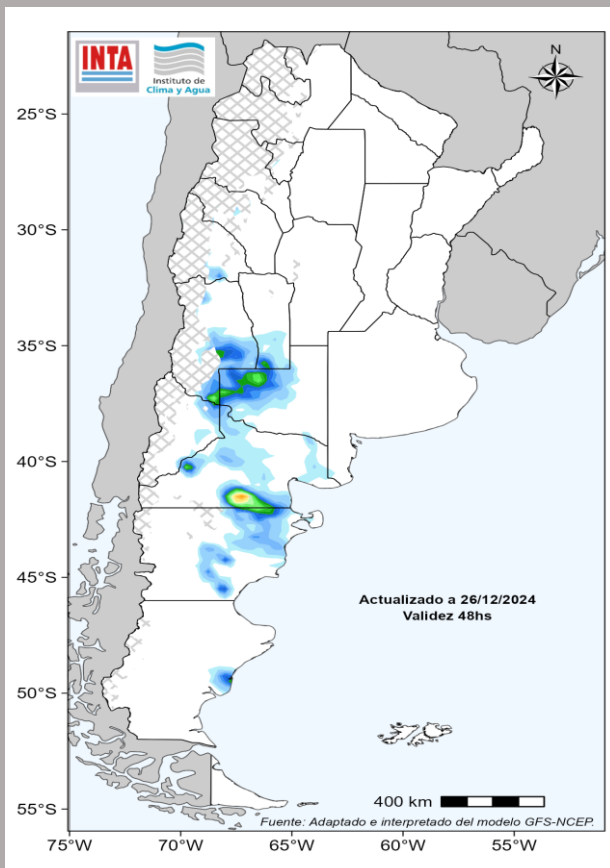 INTA
Instituto de
Clima y Agua
N
25°S
30°S
35°S
40°S
45°S
50°S
55°S
Actualizado a 26/12/2024
Validez 48hs
400 km
Fuente: Adaptado e interpretado del modelo GFS-NCEP.
75°W
70°W
65°W
60°W
55°W